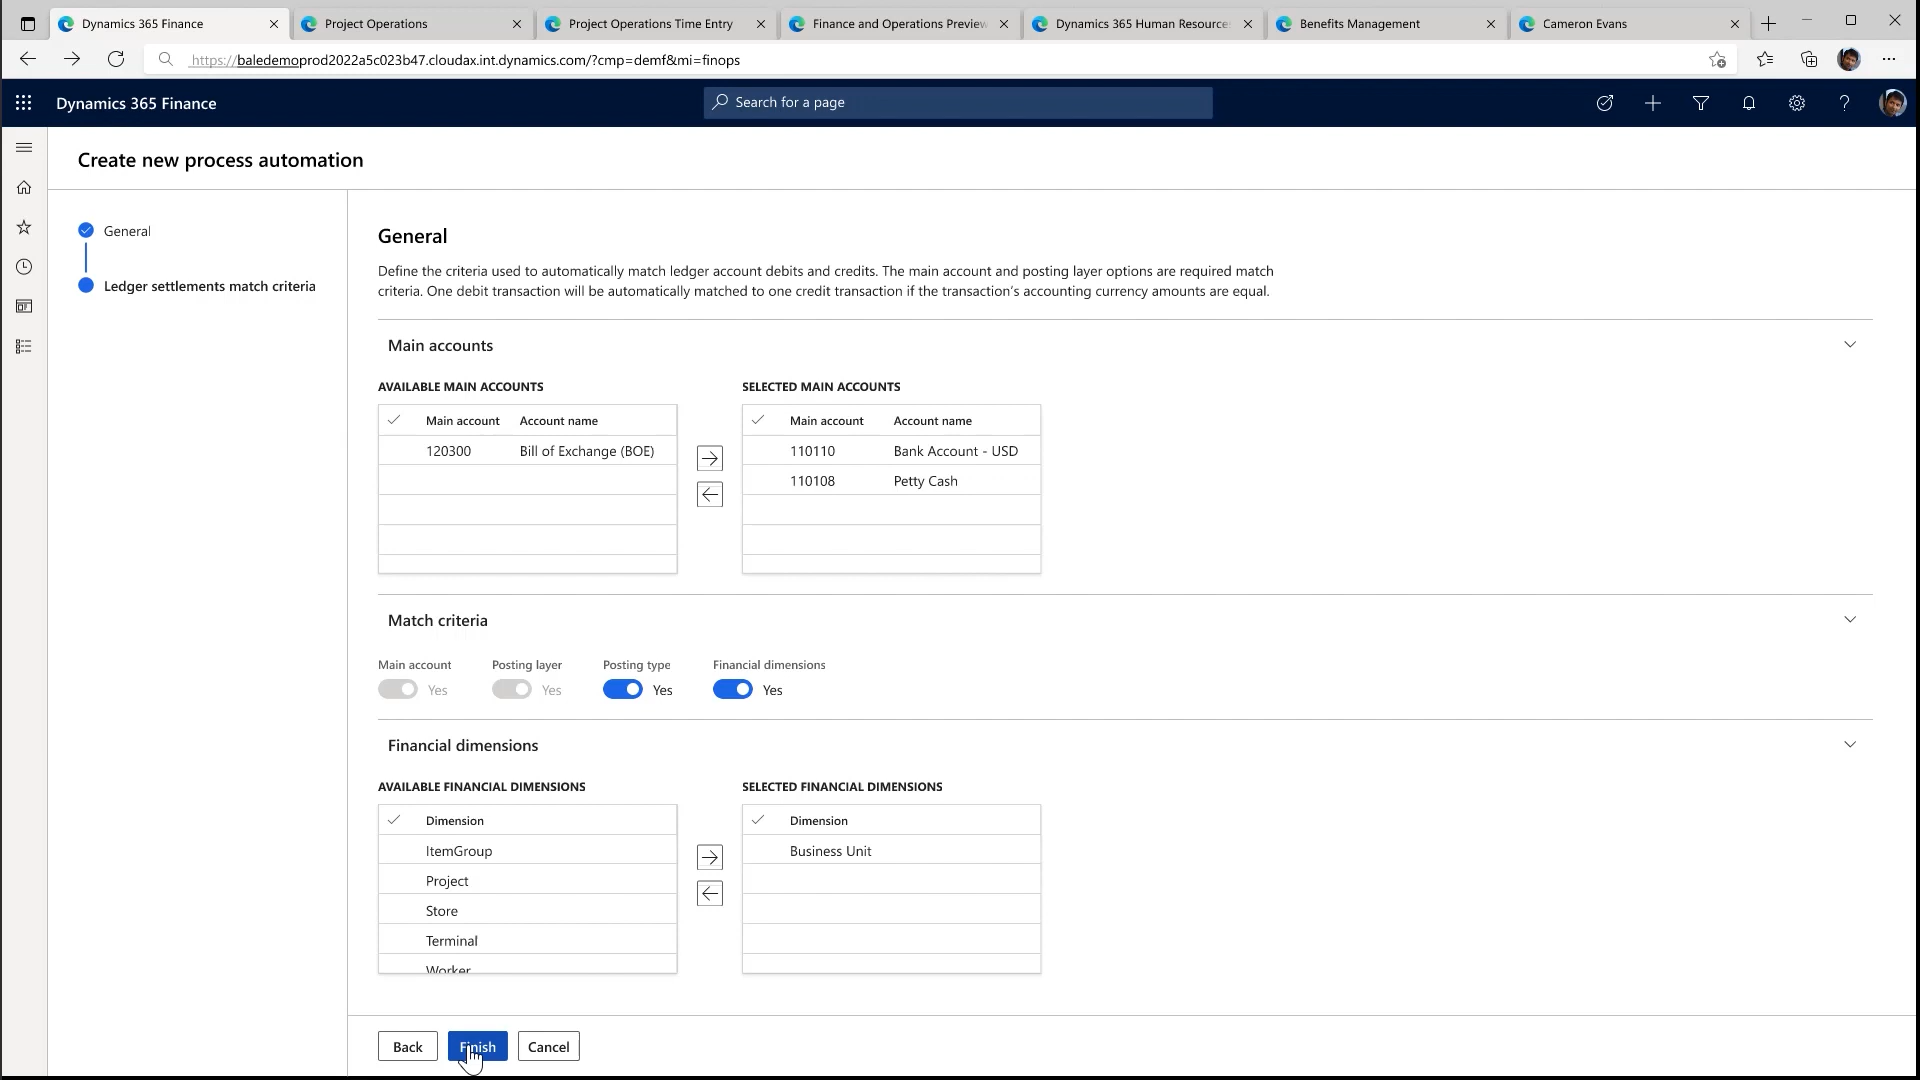 Dynamics 365 Finance
Project Operations
Project Operations Time Entry
Finance and Operations Preview
Dynamics 365 Human Resource
Benefits Management
Cameron Evans
https://baledemoprod2022a5c023b47.cloudax.int.dynamics.com/?cmp=demf&mi=finops
Dynamics 365 Finance
Search for a page
Create new process automation
General
Ledger settlements match criteria
General
Define the criteria used to automatically match ledger account debits and credits. The main account and posting layer options are required match
criteria. One debit transaction will be automatically matched to one credit transaction if the transaction's accounting currency amounts are equal.
Main accounts
AVAILABLE MAIN ACCOUNTS
Main account Account name
120300 Bill of Exchange (BOE)
SELECTED MAIN ACCOUNTS
Main account Account name
110110 Bank Account - USD
110108 Petty Cash
Match criteria
Main account Posting layer Posting type Financial dimensions
Yes Yes Yes Yes
Financial dimensions
AVAILABLE FINANCIAL DIMENSIONS
Dimension
ItemGroup
Project
Store
Terminal
Worker
SELECTED FINANCIAL DIMENSIONS
Dimension
Business Unit
Back Finish Cancel